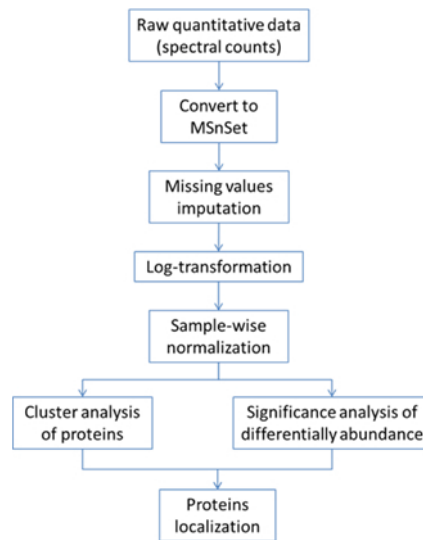 Raw quantitative data
(spectral counts)
Convert to
MSnSet
Missing values
imputation
Log-transformation
Sample-wise
normalization
Cluster analysis
of proteins
Significance analysis of
differentially abundance
Proteins
localization